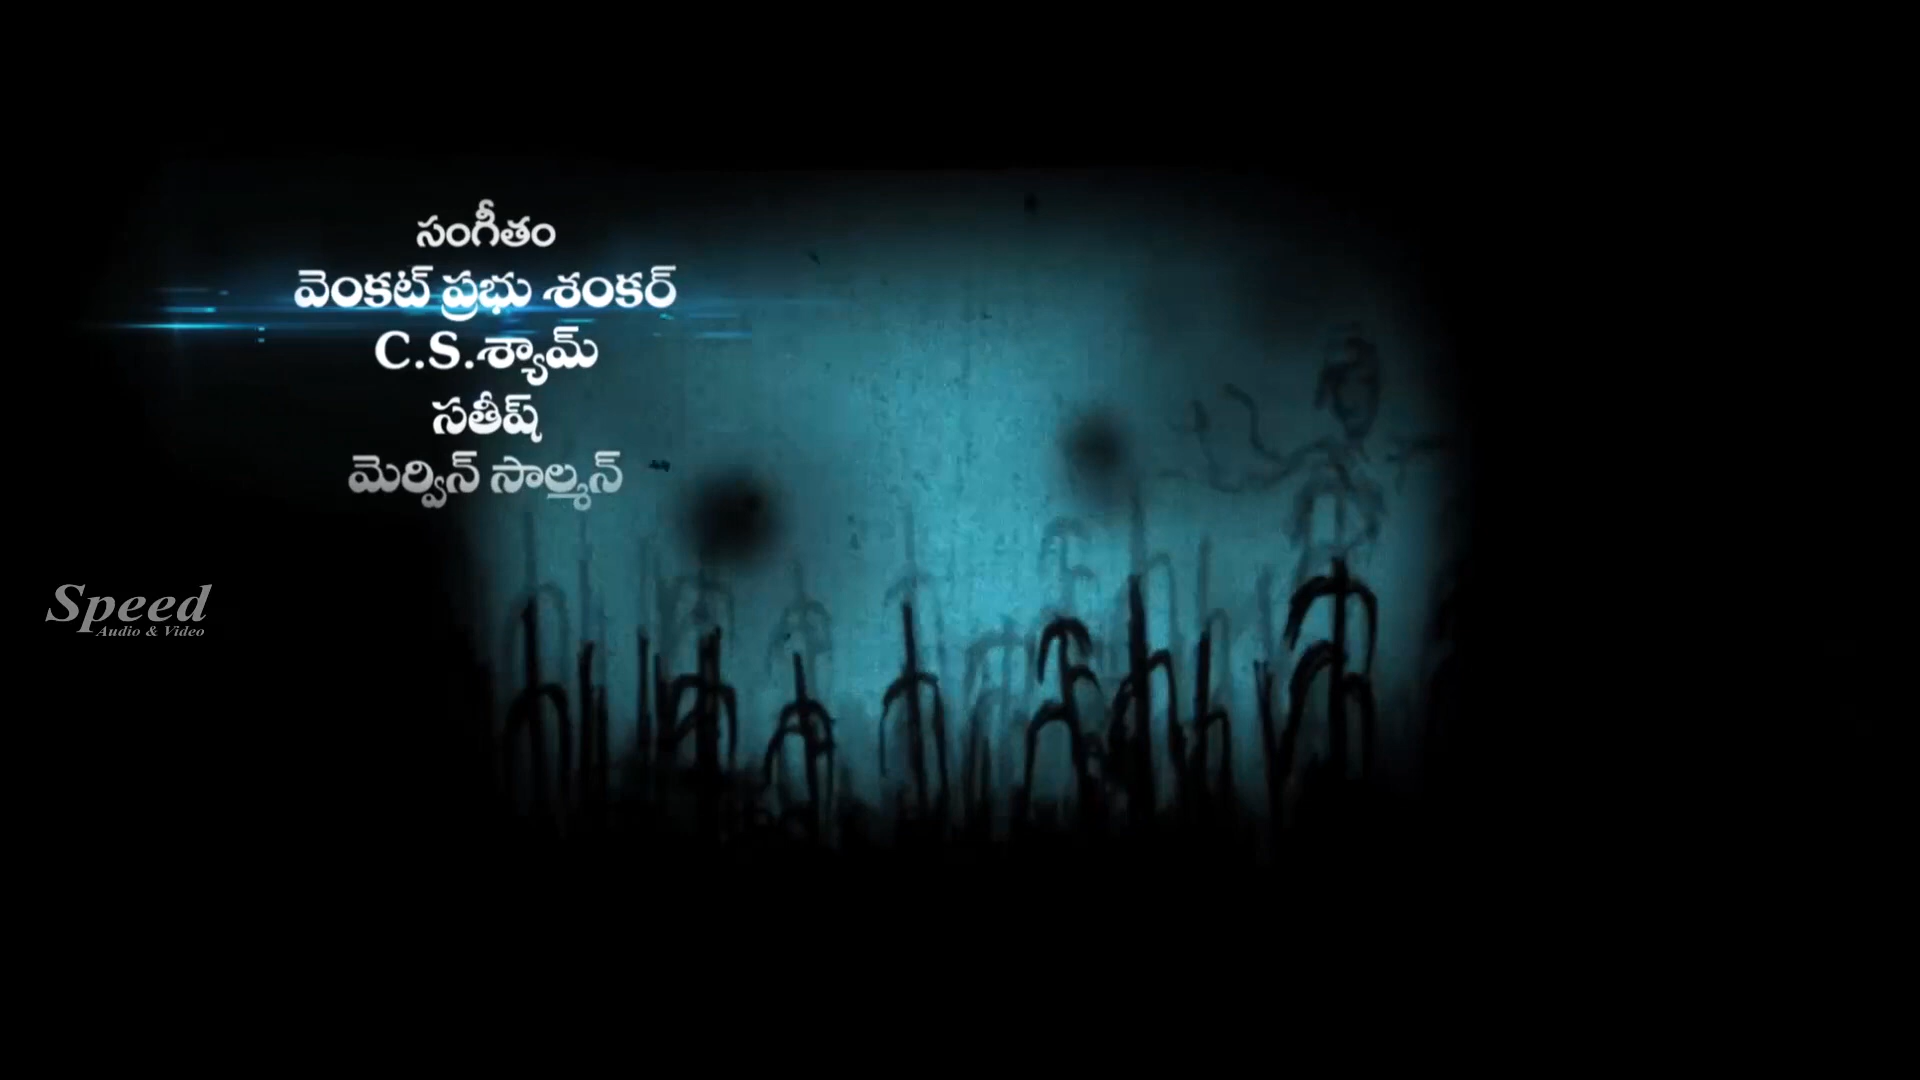 సంగీతం
వెంకట్ ప్రభు శంకర్
C.S.శ్యామ్
సతీష్
మెర్విన్ సాల్మన్
Speed
Audio & Video